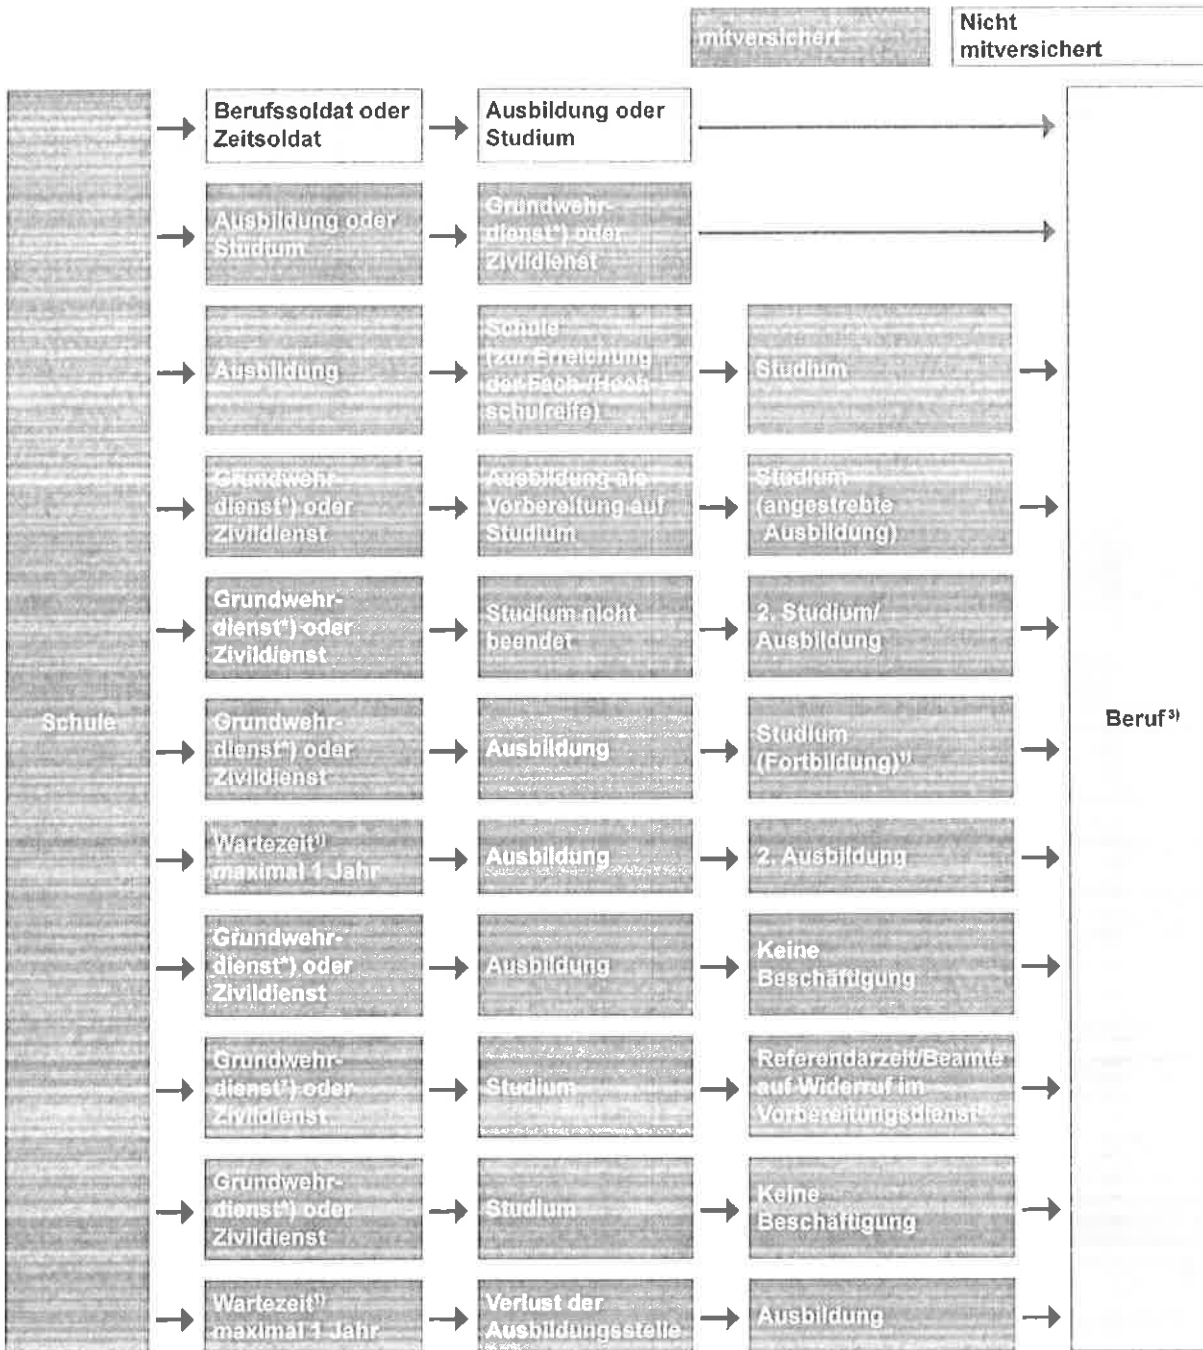 mitversichert
Nicht
mitversichert
Schule
Berufssoldat oder
Zeitsoldat
Ausbildung oder
Studium
Ausbildung oder
Studium
Grundwehr-
dienst*) oder
Zivildienst
Ausbildung
Schule
(zur Erreichung
der Fach-/Hoch
schulreife)
Studium
Grundwehr-
dienst*) oder
Zivildienst
Ausbildung als
Vorbereitung auf
Studium
Studium
(angestrebte
Ausbildung)
Grundwehr-
dienst*) oder
Zivildienst
Studium nicht
beendet
2. Studium/
Ausbildung
Grundwehr-
dienst*) oder
Zivildienst
Ausbildung
Studium
(Fortbildung)¹⁾
Wartezeit¹⁾
maximal 1 Jahr
Ausbildung
2. Ausbildung
Grundwehr-
dienst*) oder
Zivildienst
Ausbildung
Keine
Beschäftigung
Grundwehr-
dienst*) oder
Zivildienst
Studium
Referendarzeit/Beamte
auf Widerruf im
Vorbereitungsdienst
Grundwehr-
dienst*) oder
Zivildienst
Studium
Keine
Beschäftigung
Wartezeit¹⁾
maximal 1 Jahr
Verlust der
Ausbildungsstelle
Ausbildung
Beruf³⁾